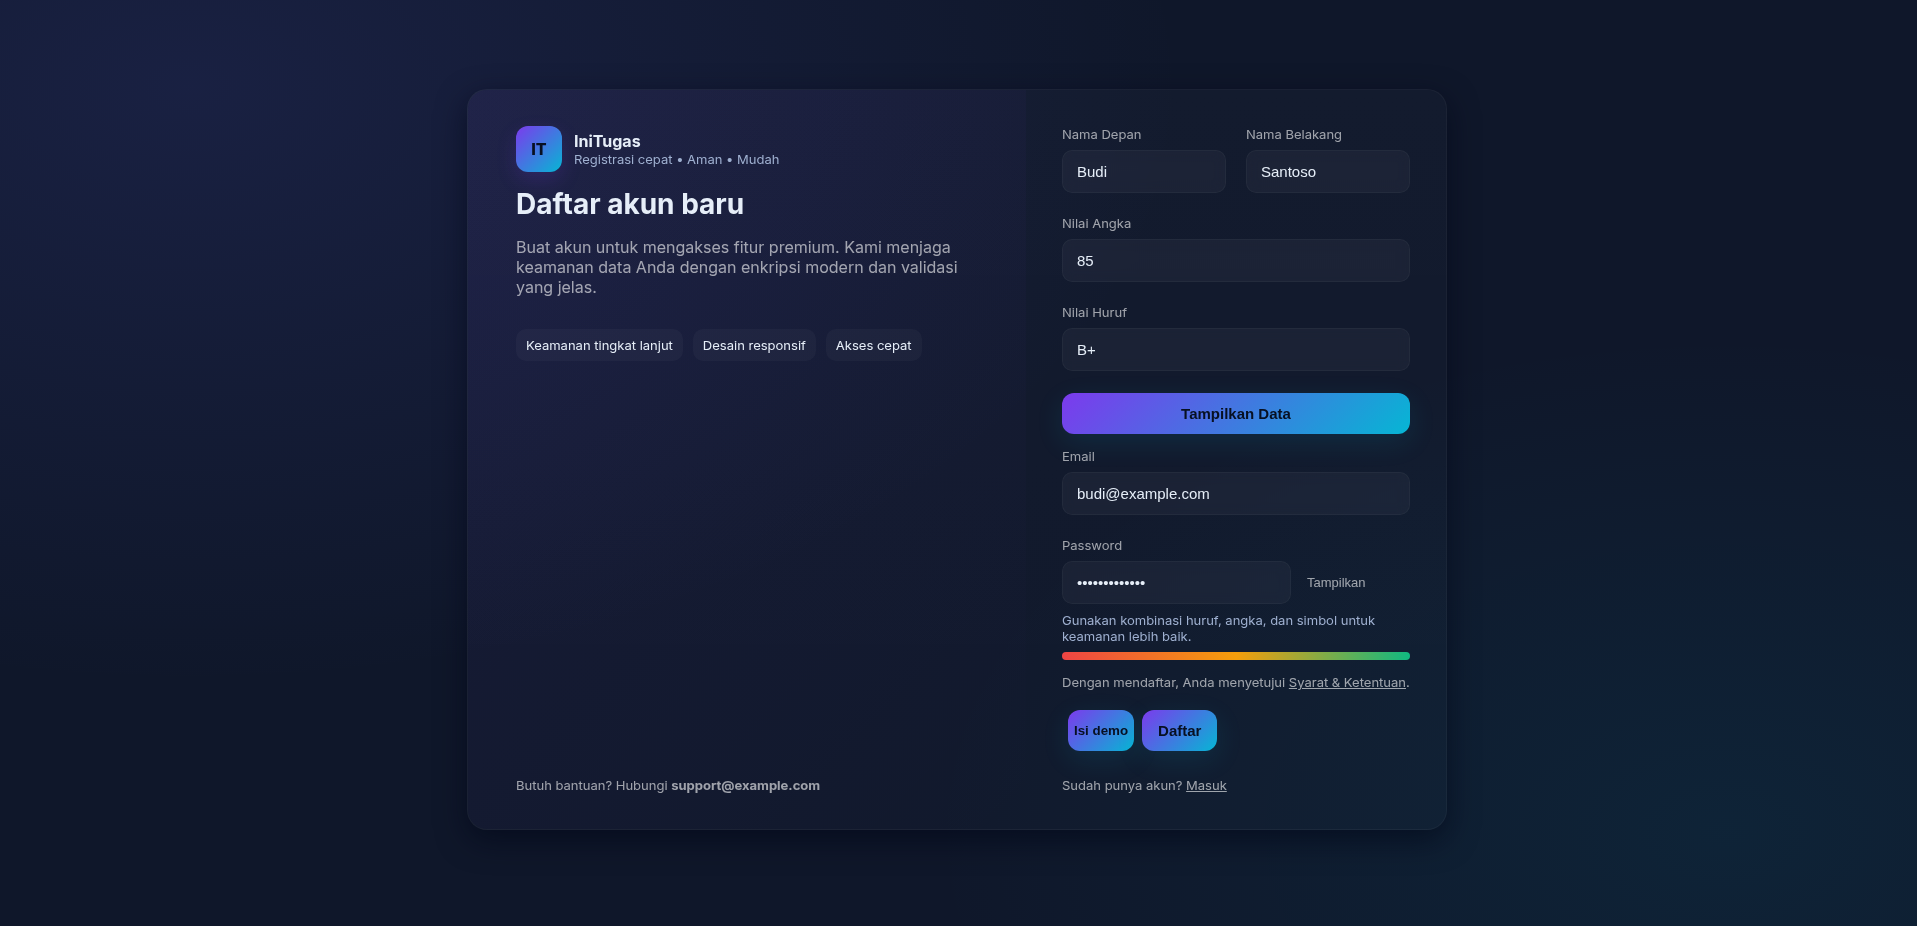 IT
IniTugas
Registrasi cepat • Aman • Mudah
Daftar akun baru
Buat akun untuk mengakses fitur premium. Kami menjaga
keamanan data Anda dengan enkripsi modern dan validasi
yang jelas.
Keamanan tingkat lanjut
Desain responsif
Akses cepat
Butuh bantuan? Hubungi support@example.com
Nama Depan
Nama Belakang
Budi
Santoso
Nilai Angka
85
Nilai Huruf
B+
Tampilkan Data
Email
budi@example.com
Password
•••••••••••••
Tampilkan
Gunakan kombinasi huruf, angka, dan simbol untuk
keamanan lebih baik.
Dengan mendaftar, Anda menyetujui Syarat & Ketentuan.
Isi demo
Daftar
Sudah punya akun? Masuk